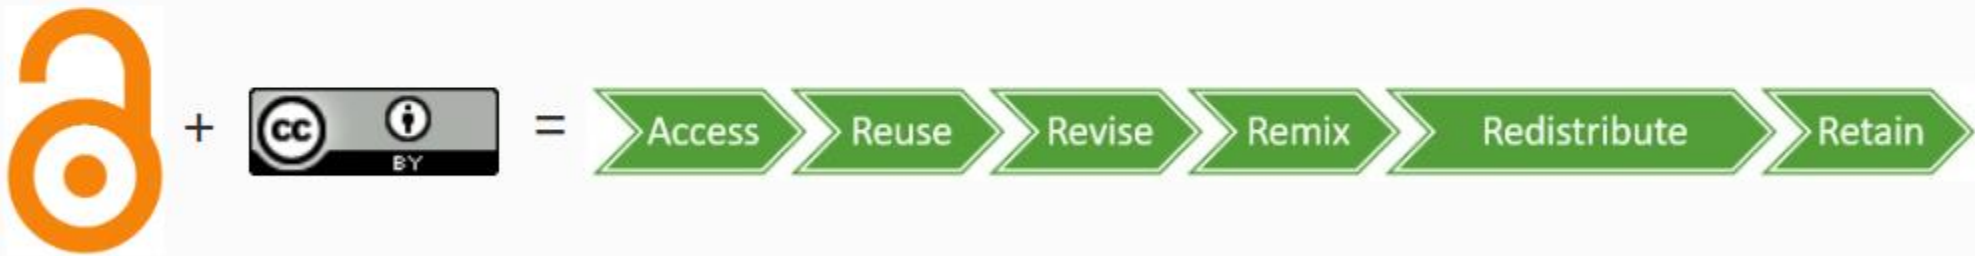 + cc = Access Reuse Revise Remix Redistribute Retain
BY